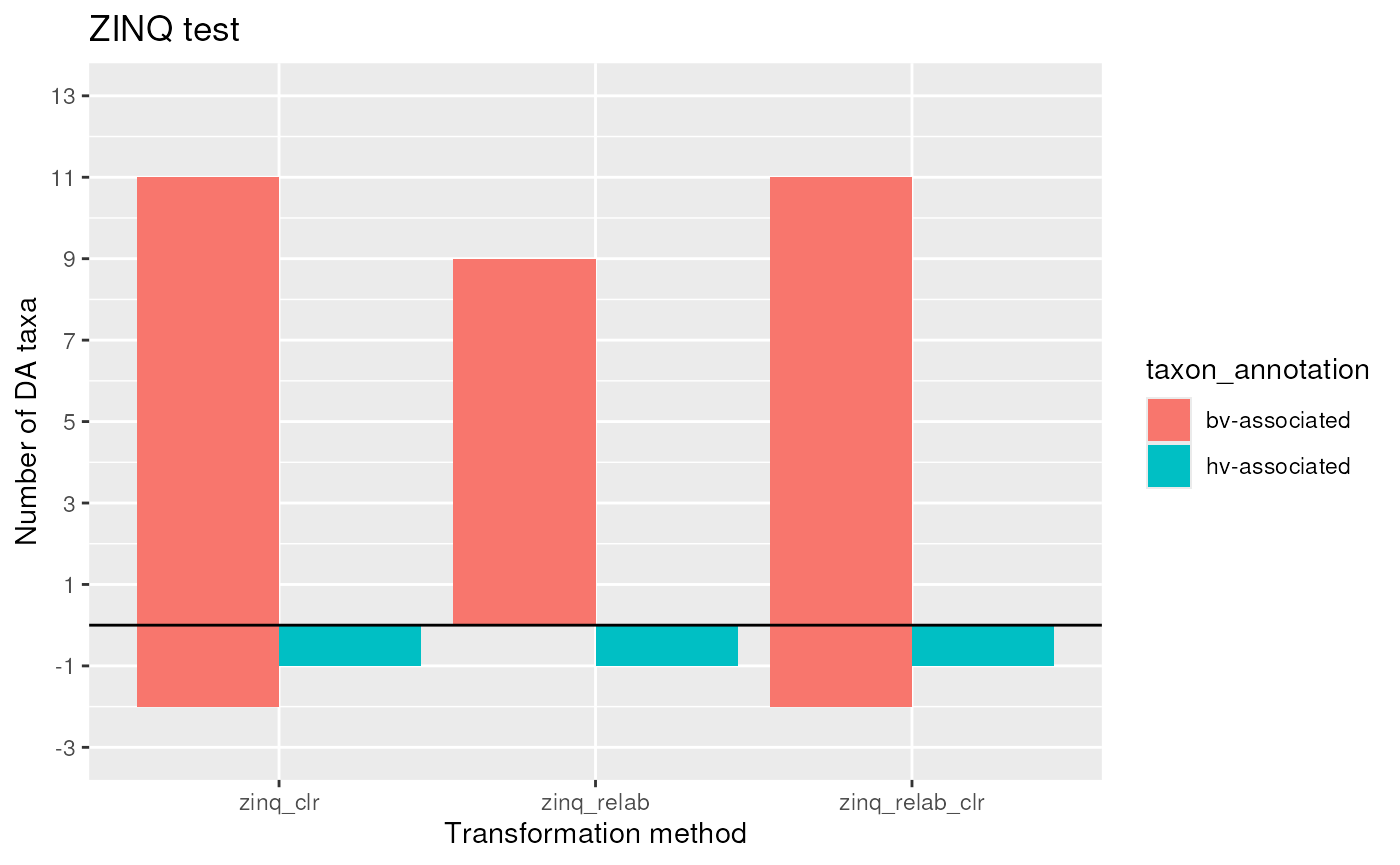 ZINQ test
Number of DA taxa
13
11
9
7
5
3
1
-1
-3
zinq_clr
zinq_relab
zinq_relab_clr
Transformation method
taxon_annotation
bv-associated
hv-associated